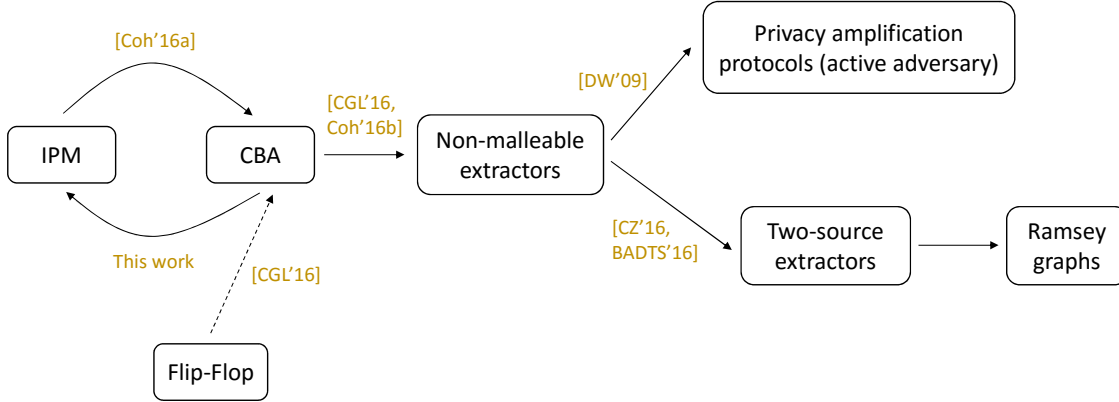 [Coh'16a]
IPM
CBA
This work
[CGL'16]
Flip-Flop
[CGL'16,
Coh'16b]
Non-malleable
extractors
[DW'09]
Privacy amplification
protocols (active adversary)
[CZ'16,
BADTS'16]
Two-source
extractors
Ramsey
graphs